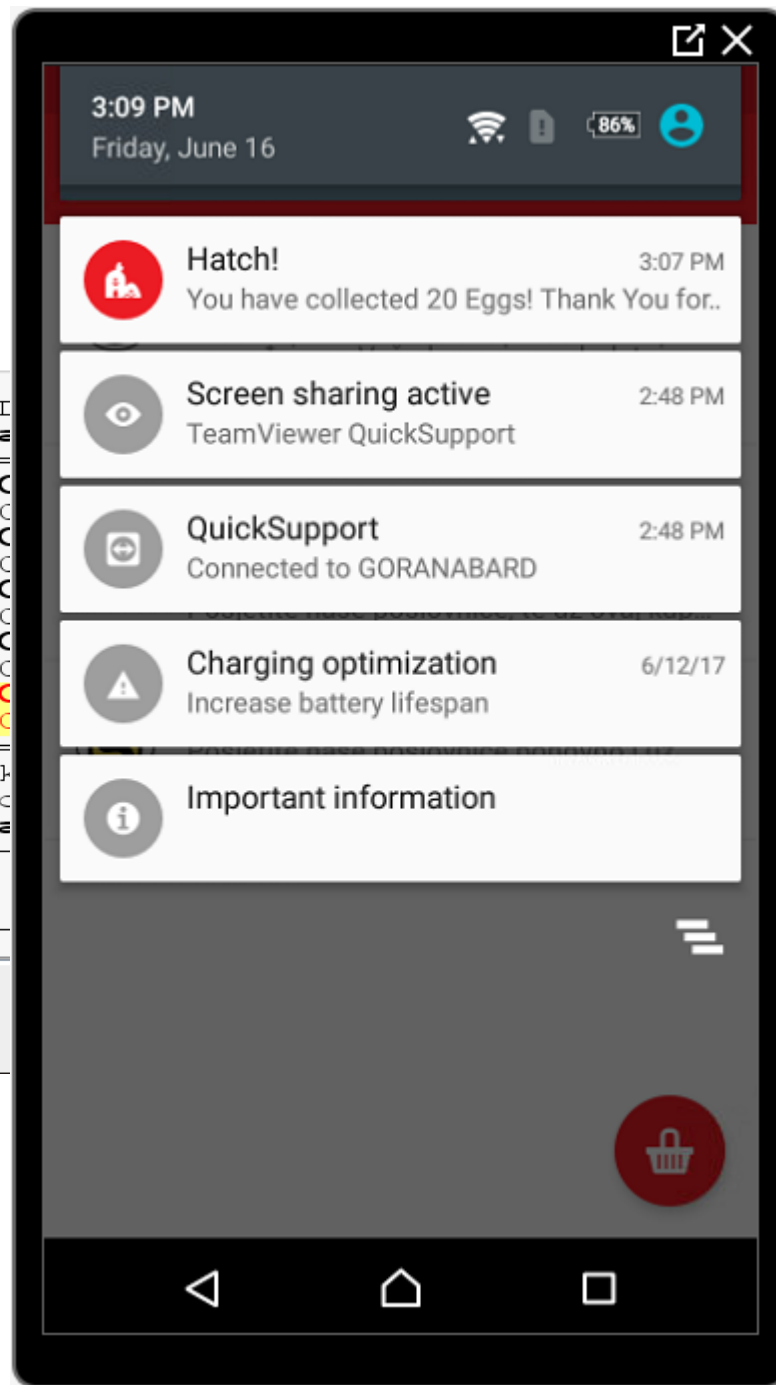 3:09 PM
Friday, June 16
86%
Hatch!
3:07 PM
You have collected 20 Eggs! Thank You for..
Screen sharing active
2:48 PM
TeamViewer QuickSupport
QuickSupport
2:48 PM
Connected to GORANABARD
Charging optimization
6/12/17
Increase battery lifespan
Important information